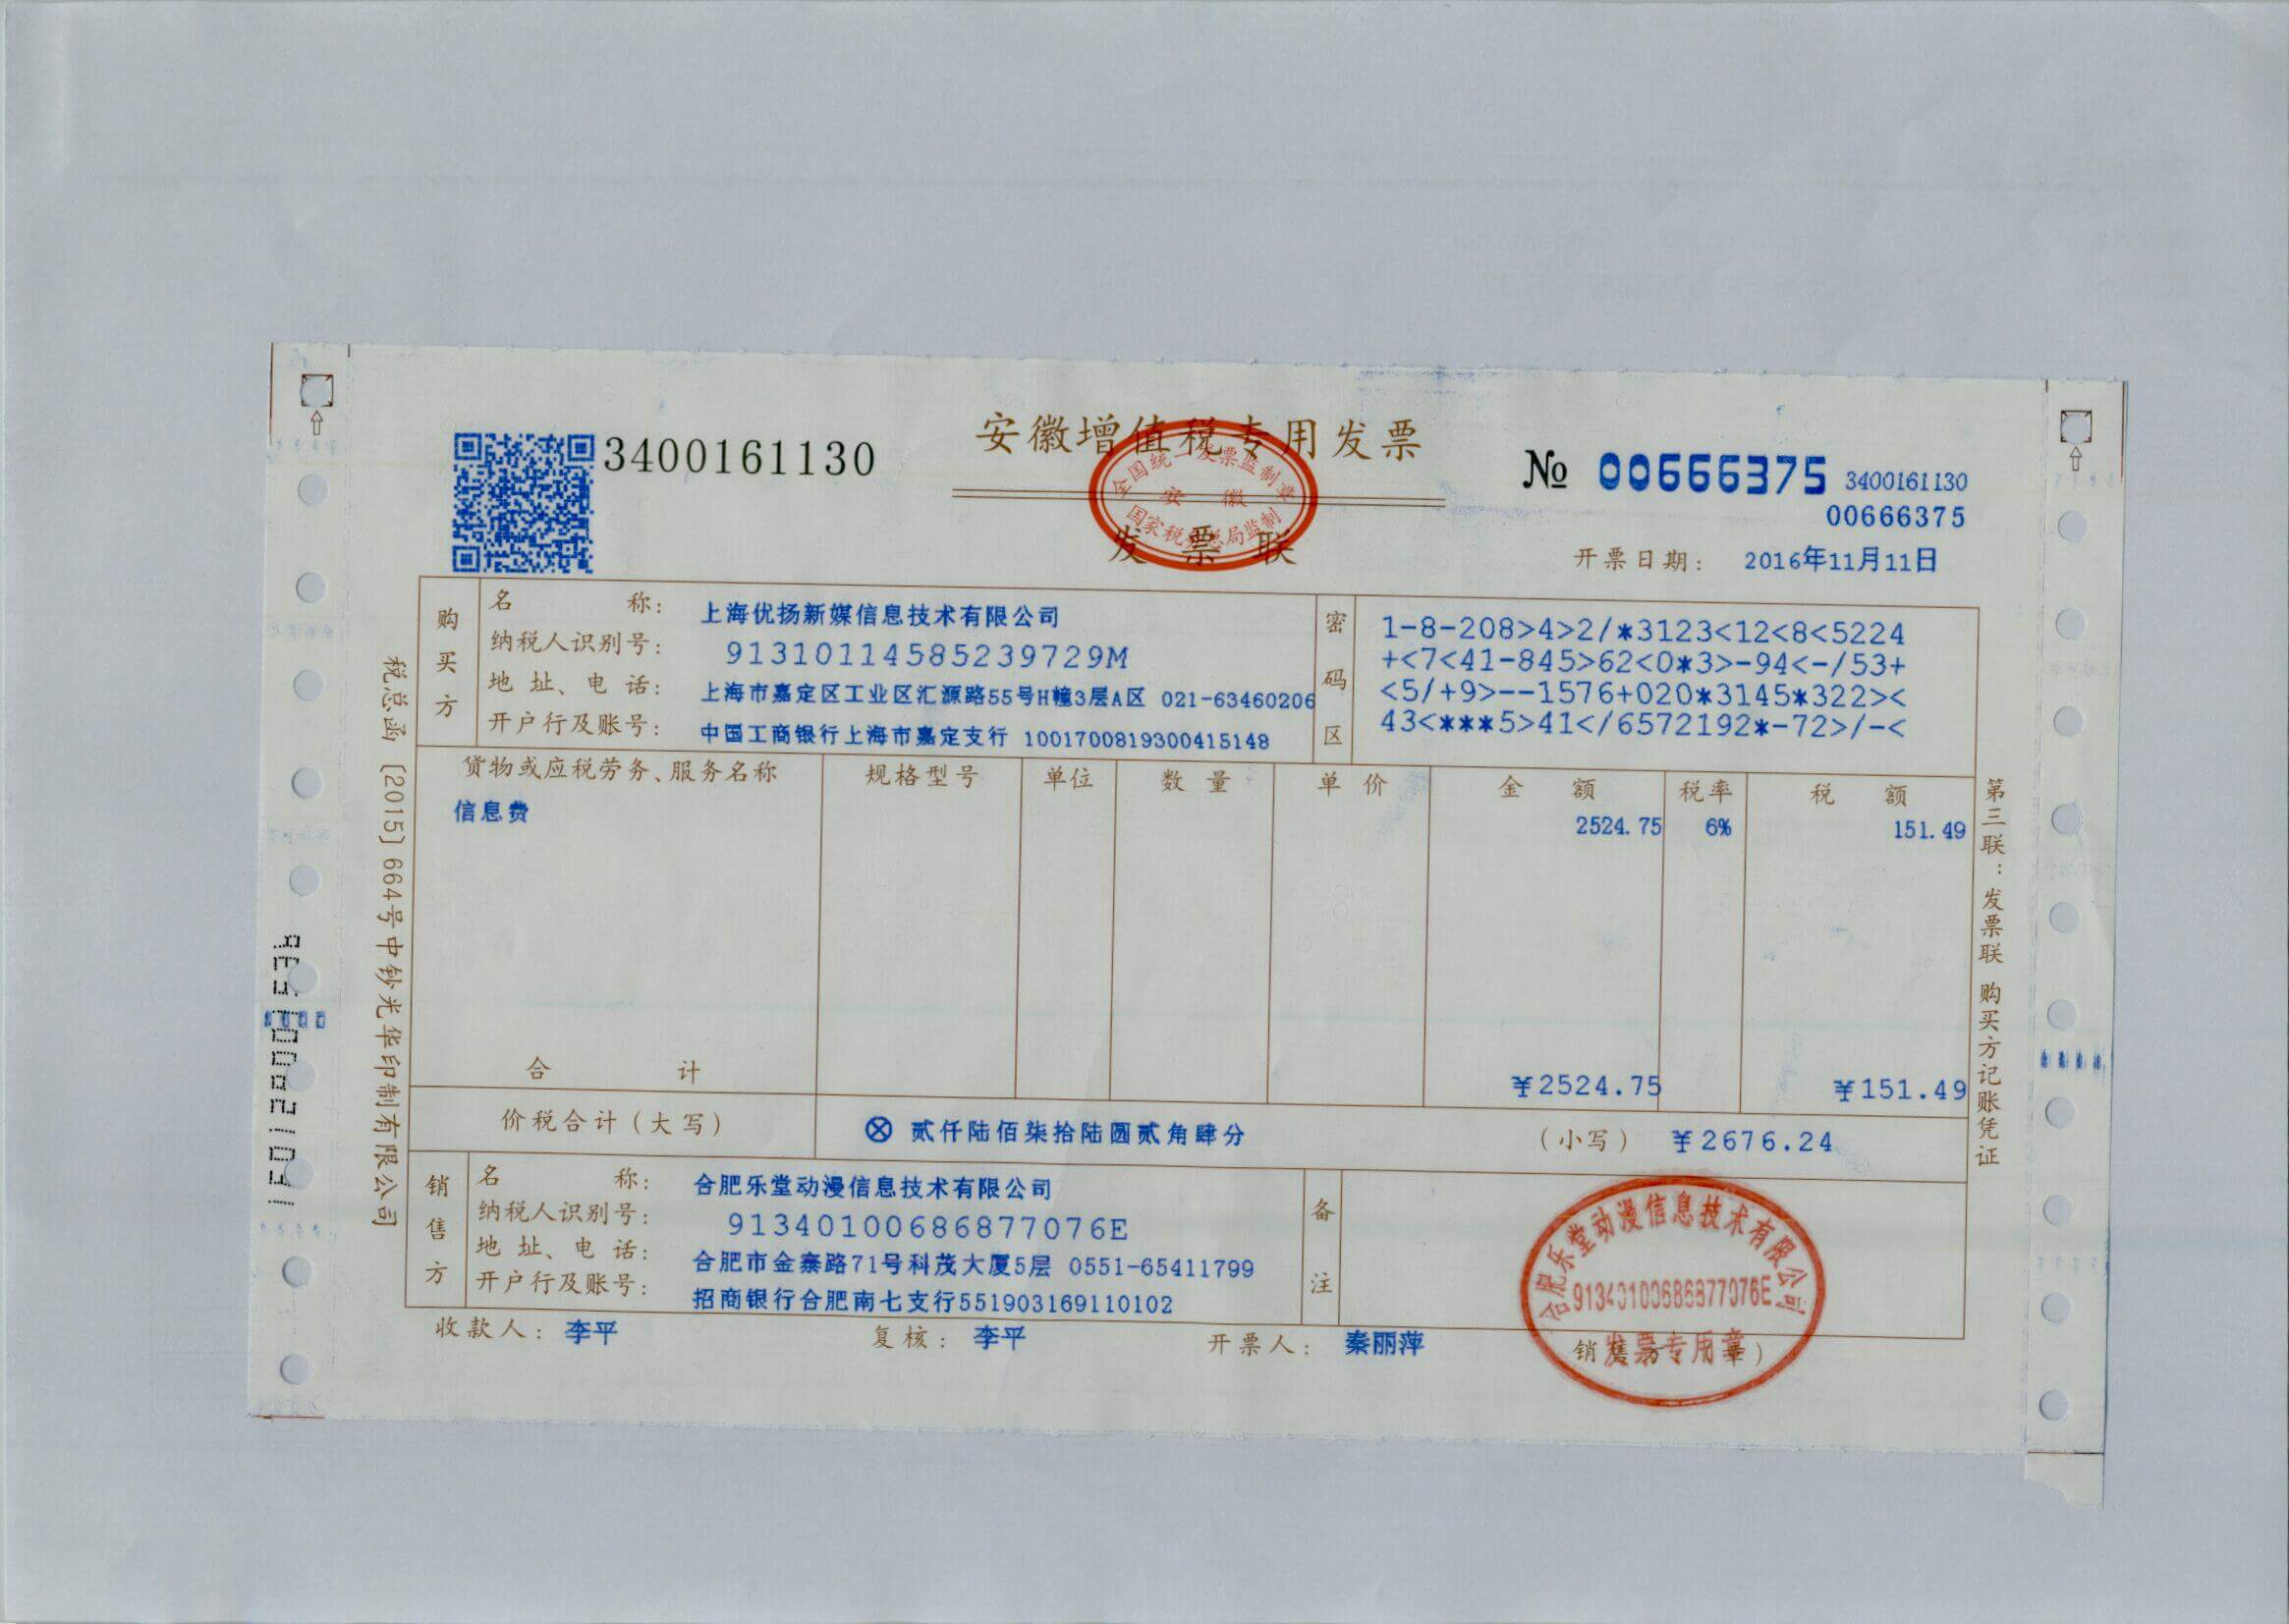 3400161130
安徽增值税专用发票
全国统一发票监制章
安 徽
国家税务总局监制
发票联
№ 00666375
3400161130
00666375
开票日期: 2016年11月11日
购买方
名称: 上海优扬新媒信息技术有限公司
纳税人识别号: 91310114585239729M
地址、电话: 上海市嘉定区工业区汇源路55号H幢3层A区 021-63460206
开户行及账号: 中国工商银行上海市嘉定支行 1001700819300415148
密码区
1-8-208>4>2/*3123<12<8<5224
+<7<41-845>62<0*3>-94<-/53+
<5/+9>--1576+020*3145*322><
43<***5>41</6572192*-72>/-<
货物或应税劳务、服务名称 规格型号 单位 数量 单价 金额 税率 税额
信息费 2524.75 6% 151.49
合计 ¥2524.75 ¥151.49
价税合计(大写) ⊗ 贰仟陆佰柒拾陆圆贰角肆分 (小写) ¥2676.24
销售方
名称: 合肥乐堂动漫信息技术有限公司
纳税人识别号: 91340100686877076E
地址、电话: 合肥市金寨路71号科茂大厦5层 0551-65411799
开户行及账号: 招商银行合肥南七支行551903169110102
备注
收款人: 李平 复核: 李平 开票人: 秦丽萍 销售方:(章)
合肥乐堂动漫信息技术有限公司
91340100686877076E
发票专用章
税总函〔2015〕664号中钞光华印制有限公司
第三联:发票联 购买方记账凭证